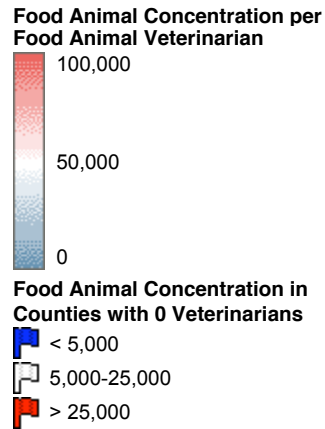 Food Animal Concentration per
Food Animal Veterinarian
100,000
50,000
0
Food Animal Concentration in
Counties with 0 Veterinarians
< 5,000
5,000-25,000
> 25,000